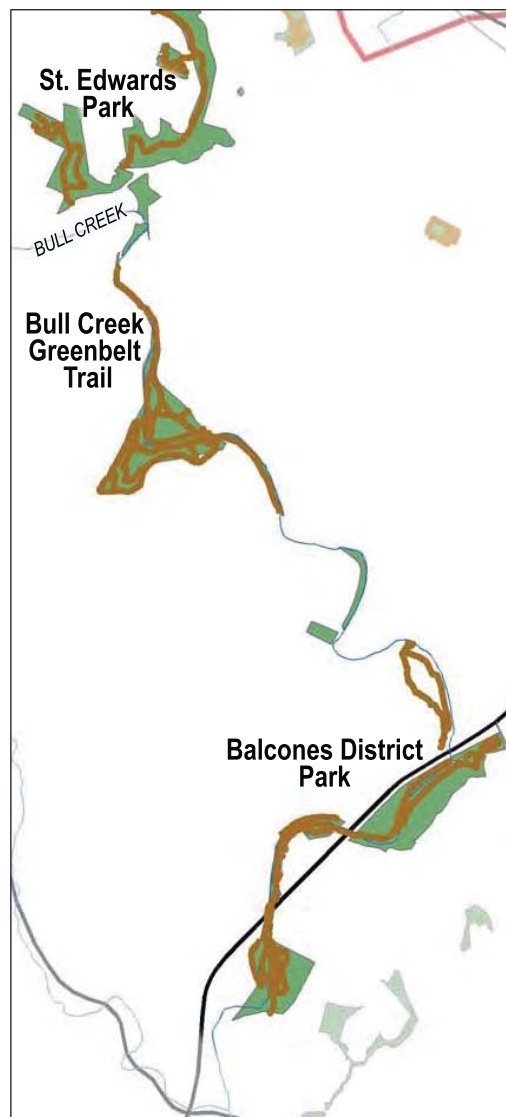 St. Edwards
Park
BULL CREEK
Bull Creek
Greenbelt
Trail
Balcones District
Park